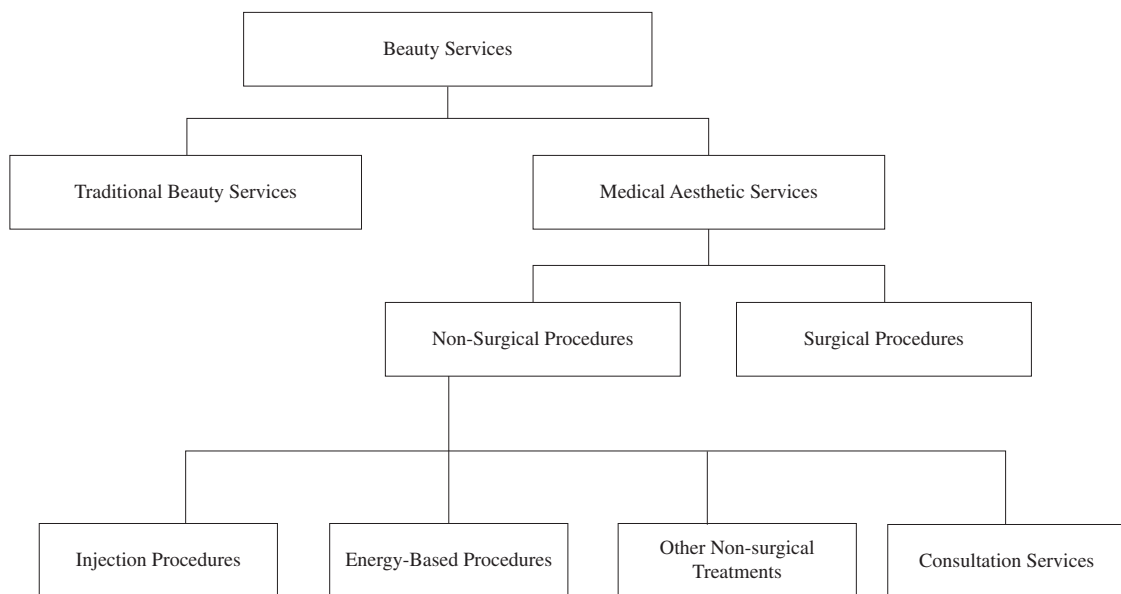 Beauty Services
Traditional Beauty Services
Medical Aesthetic Services
Non-Surgical Procedures
Surgical Procedures
Injection Procedures
Energy-Based Procedures
Other Non-surgical
Treatments
Consultation Services